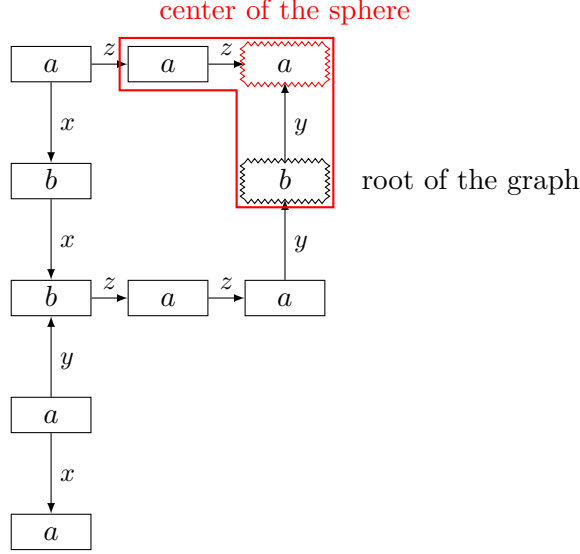 center of the sphere
a z a z a
x y
b b root of the graph
x y
b z a z a
y
a
x
a